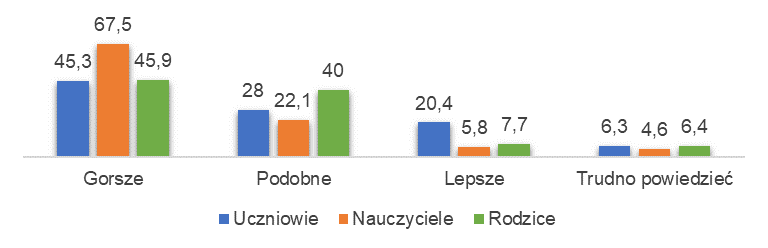 67,5
45,3 45,9
40
28 22,1
20,4
5,8 7,7
6,3 4,6 6,4
Gorsze Podobne Lepsze Trudno powiedzieć
Uczniowie Nauczyciele Rodzice